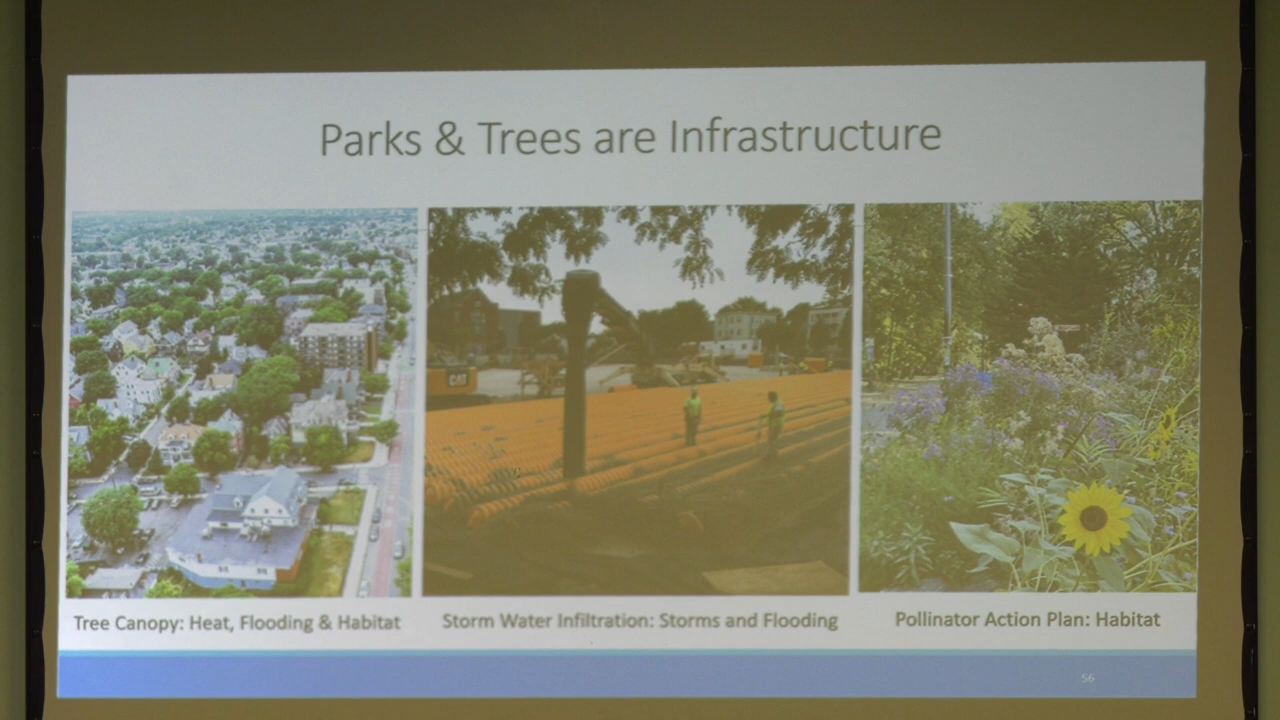 Parks & Trees are Infrastructure
CAT
Tree Canopy: Heat, Flooding & Habitat
Storm Water Infiltration: Storms and Flooding
Pollinator Action Plan: Habitat
56